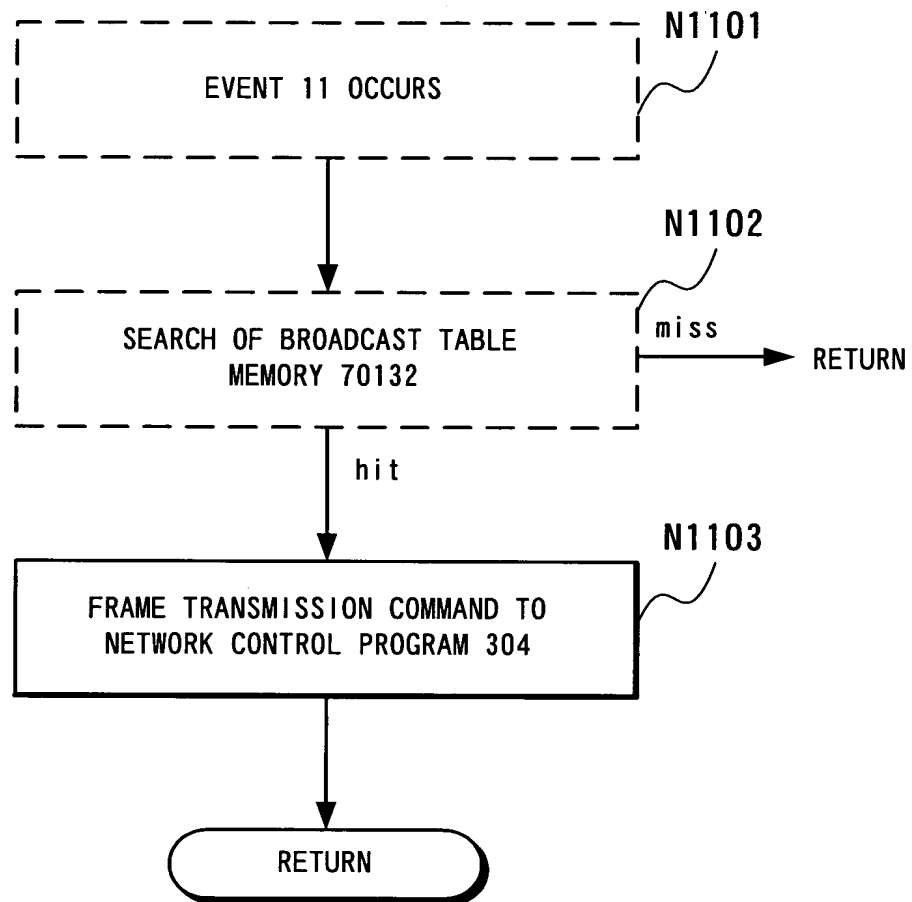 N1101
EVENT 11 OCCURS
N1102
SEARCH OF BROADCAST TABLE
MEMORY 70132
miss
RETURN
hit
N1103
FRAME TRANSMISSION COMMAND TO
NETWORK CONTROL PROGRAM 304
RETURN